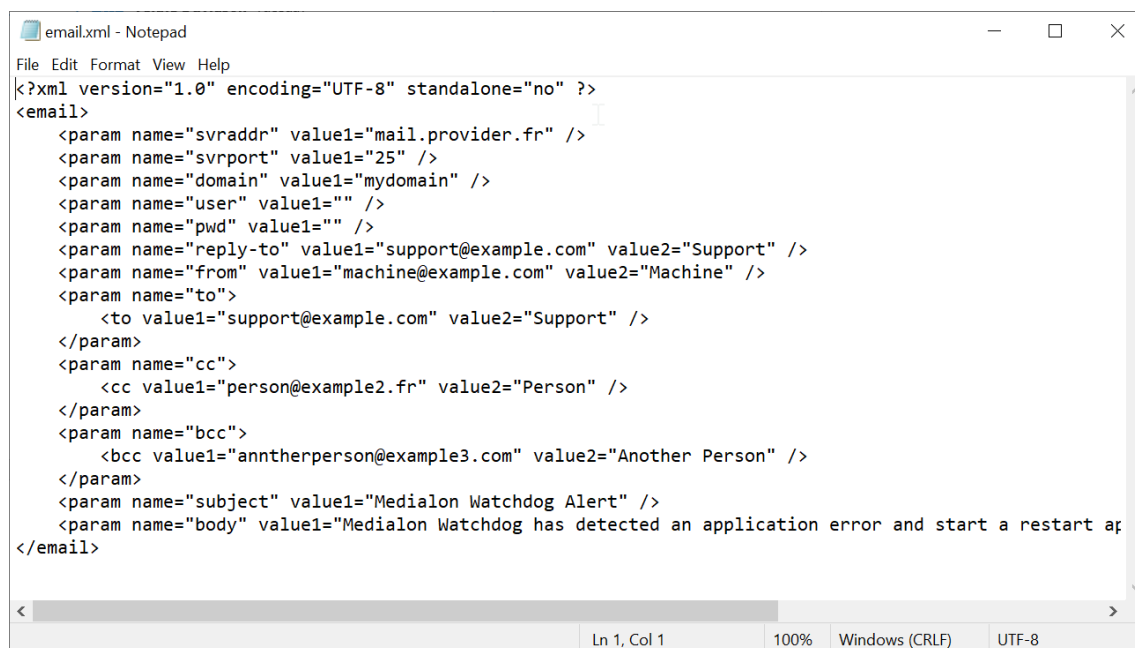 email.xml - Notepad
File Edit Format View Help
<?xml version="1.0" encoding="UTF-8" standalone="no" ?>
<email>
    <param name="svraddr" value1="mail.provider.fr" />
    <param name="svrport" value1="25" />
    <param name="domain" value1="mydomain" />
    <param name="user" value1="" />
    <param name="pwd" value1="" />
    <param name="reply-to" value1="support@example.com" value2="Support" />
    <param name="from" value1="machine@example.com" value2="Machine" />
    <param name="to">
        <to value1="support@example.com" value2="Support" />
    </param>
    <param name="cc">
        <cc value1="person@example2.fr" value2="Person" />
    </param>
    <param name="bcc">
        <bcc value1="anntherperson@example3.com" value2="Another Person" />
    </param>
    <param name="subject" value1="Medialon Watchdog Alert" />
    <param name="body" value1="Medialon Watchdog has detected an application error and start a restart
</email>
Ln 1, Col 1 100% Windows (CRLF) UTF-8